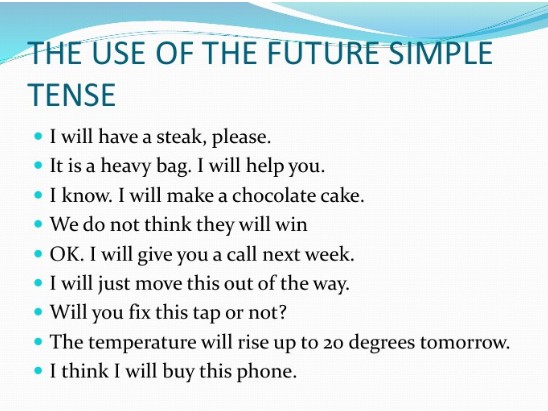 THE USE OF THE FUTURE SIMPLE
TENSE
• I will have a steak, please.
• It is a heavy bag. I will help you.
• I know. I will make a chocolate cake.
• We do not think they will win
• OK. I will give you a call next week.
• I will just move this out of the way.
• Will you fix this tap or not?
• The temperature will rise up to 20 degrees tomorrow.
• I think I will buy this phone.